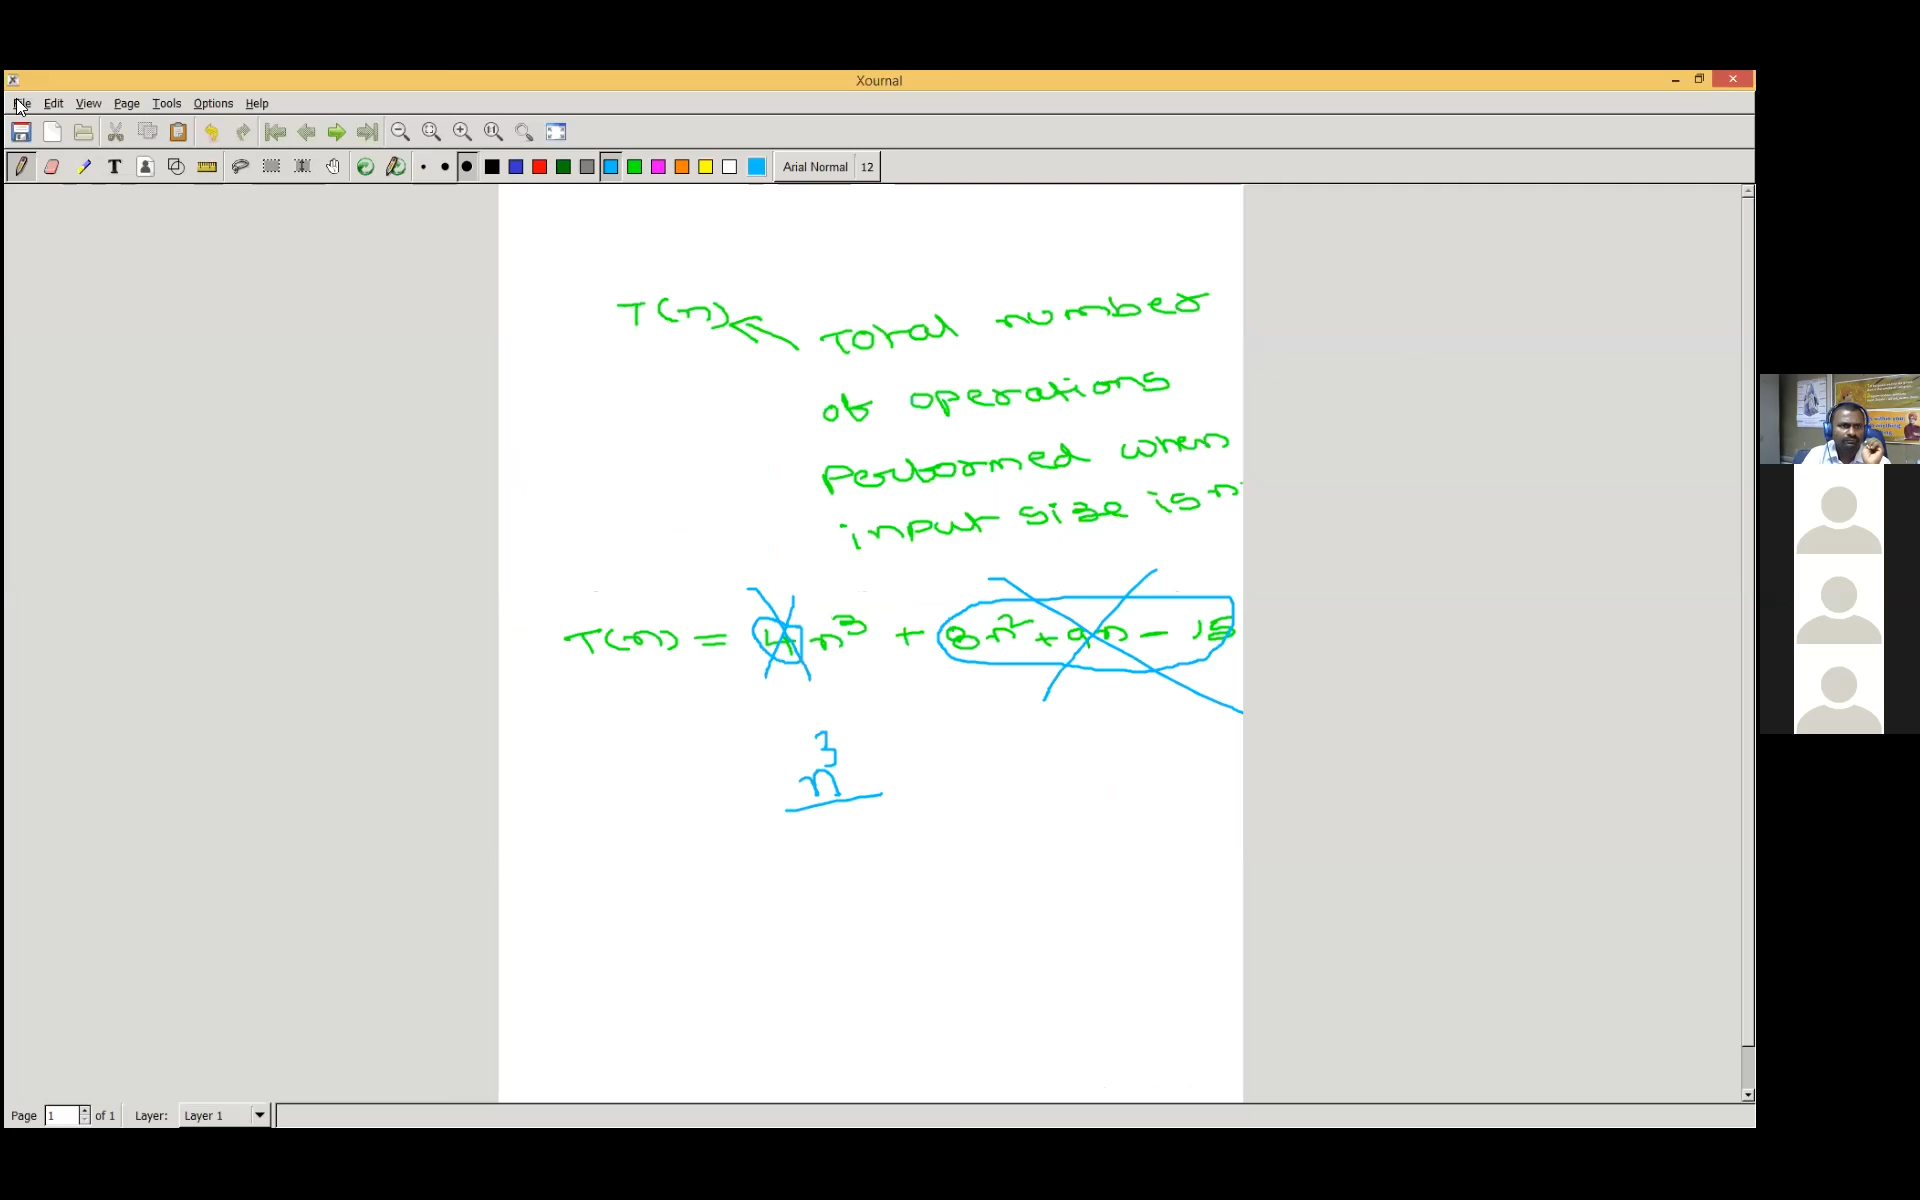 Xournal
File Edit View Page Tools Options Help
T Arial Normal 12
T(n) Total number
of operations
Performed when
input size is n
T(n) = 4n³ + 8n² + 9n - 15
n³
Page 1 of 1 Layer: Layer 1